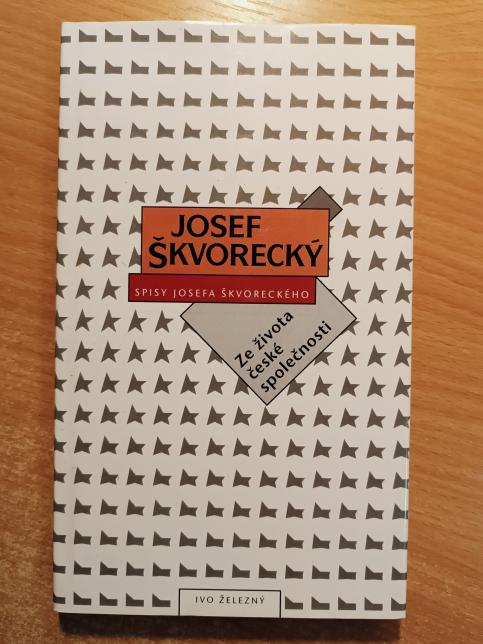 JOSEF
ŠKVORECKÝ
SPISY JOSEFA ŠKVORECKÉHO
Ze života
české
společnosti
IVO ŽELEZNÝ